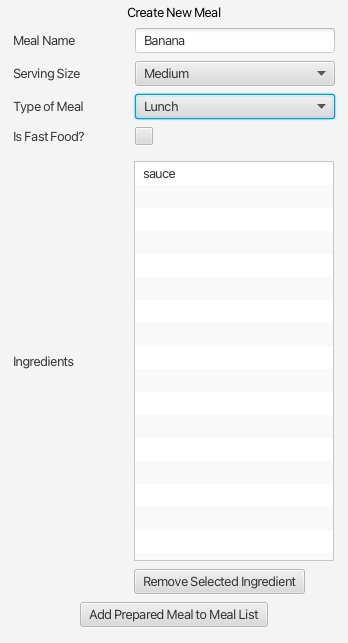 Create New Meal
Meal Name Banana
Serving Size Medium
Type of Meal Lunch
Is Fast Food?
sauce
Ingredients
Remove Selected Ingredient
Add Prepared Meal to Meal List